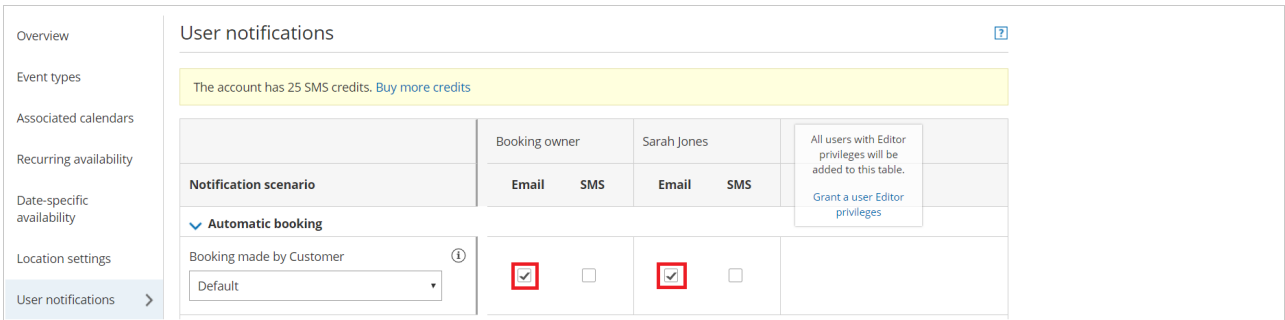 Overview
Event types
Associated calendars
Recurring availability
Date-specific
availability
Location settings
User notifications
User notifications
?
The account has 25 SMS credits. Buy more credits
Booking owner
Sarah Jones
All users with Editor
privileges will be
added to this table.
Grant a user Editor
privileges
Notification scenario
Email
SMS
Email
SMS
Automatic booking
Booking made by Customer
i
Default